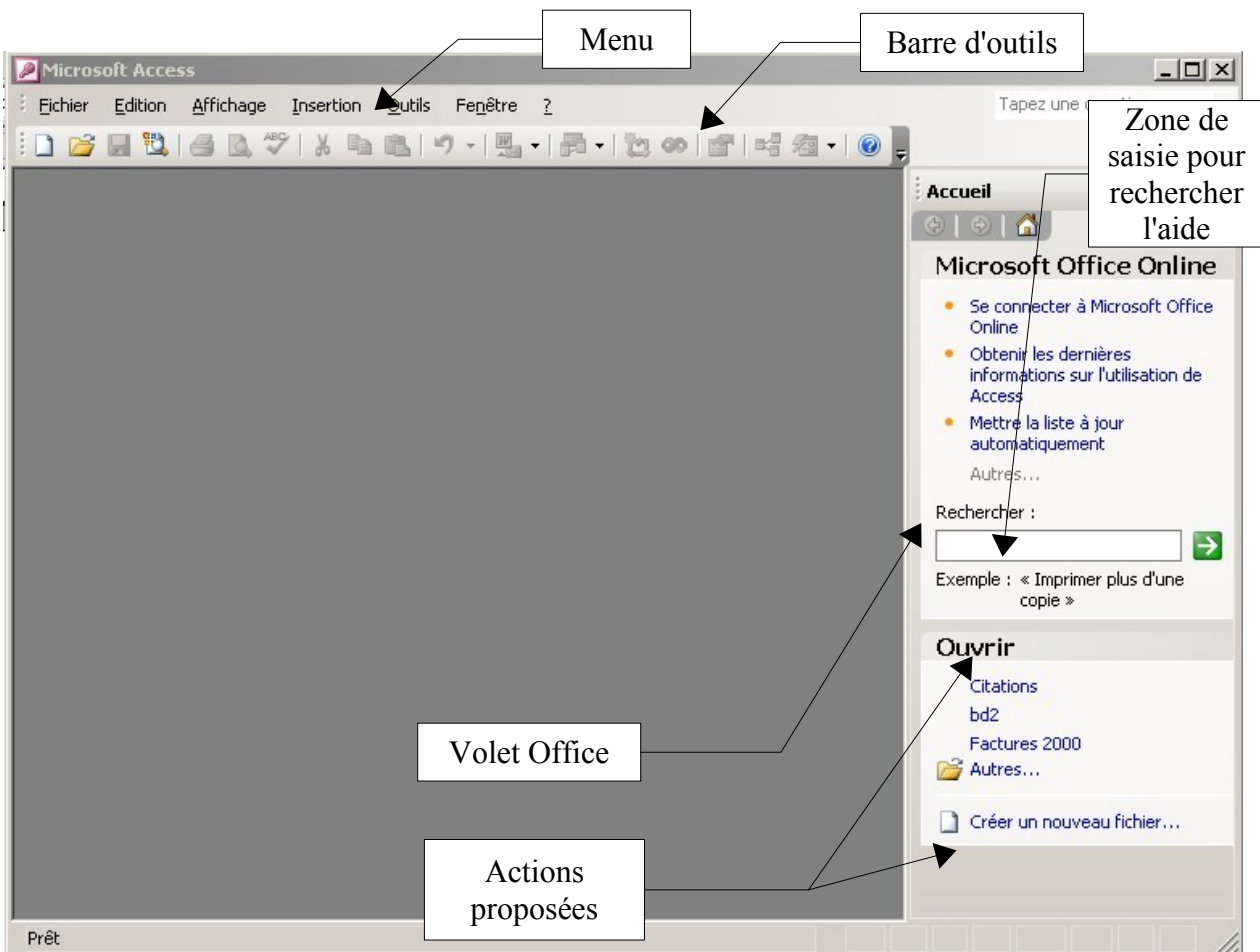 Menu
Barre d'outils
Microsoft Access
Fichier Edition Affichage Insertion Outils Fenêtre ?
Tapez une
Zone de
saisie pour
rechercher
l'aide
Accueil
Microsoft Office Online
Se connecter à Microsoft Office
Online
Obtenir les dernières
informations sur l'utilisation de
Access
Mettre la liste à jour
automatiquement
Autres...
Rechercher :
Exemple : « Imprimer plus d'une
copie »
Ouvrir
Citations
bd2
Factures 2000
Autres...
Créer un nouveau fichier...
Volet Office
Actions
proposées
Prêt